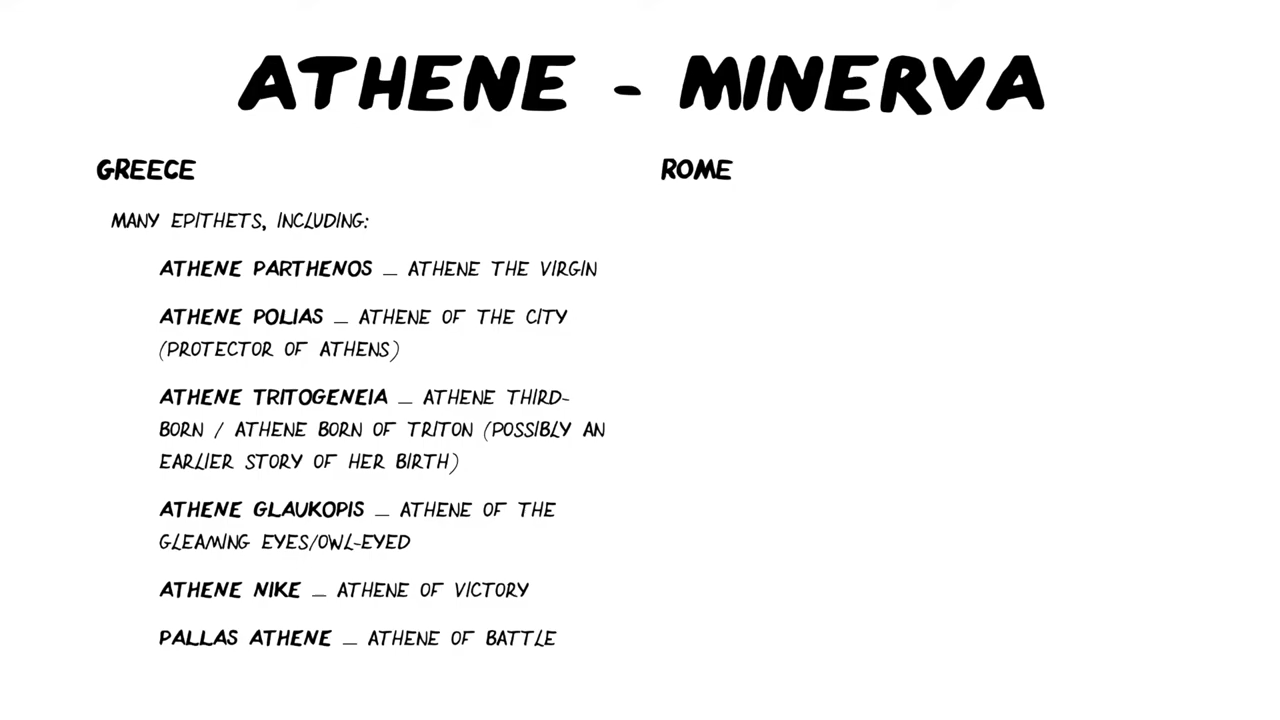 ATHENE - MINERVA
GREECE
MANY EPITHETS, INCLUDING:
ATHENE PARTHENOS – ATHENE THE VIRGIN
ATHENE POLIAS – ATHENE OF THE CITY
(PROTECTOR OF ATHENS)
ATHENE TRITOGENEIA – ATHENE THIRD-
BORN / ATHENE BORN OF TRITON (POSSIBLY AN
EARLIER STORY OF HER BIRTH)
ATHENE GLAUKOPIS – ATHENE OF THE
GLEAMING EYES/OWL-EYED
ATHENE NIKE – ATHENE OF VICTORY
PALLAS ATHENE – ATHENE OF BATTLE
ROME